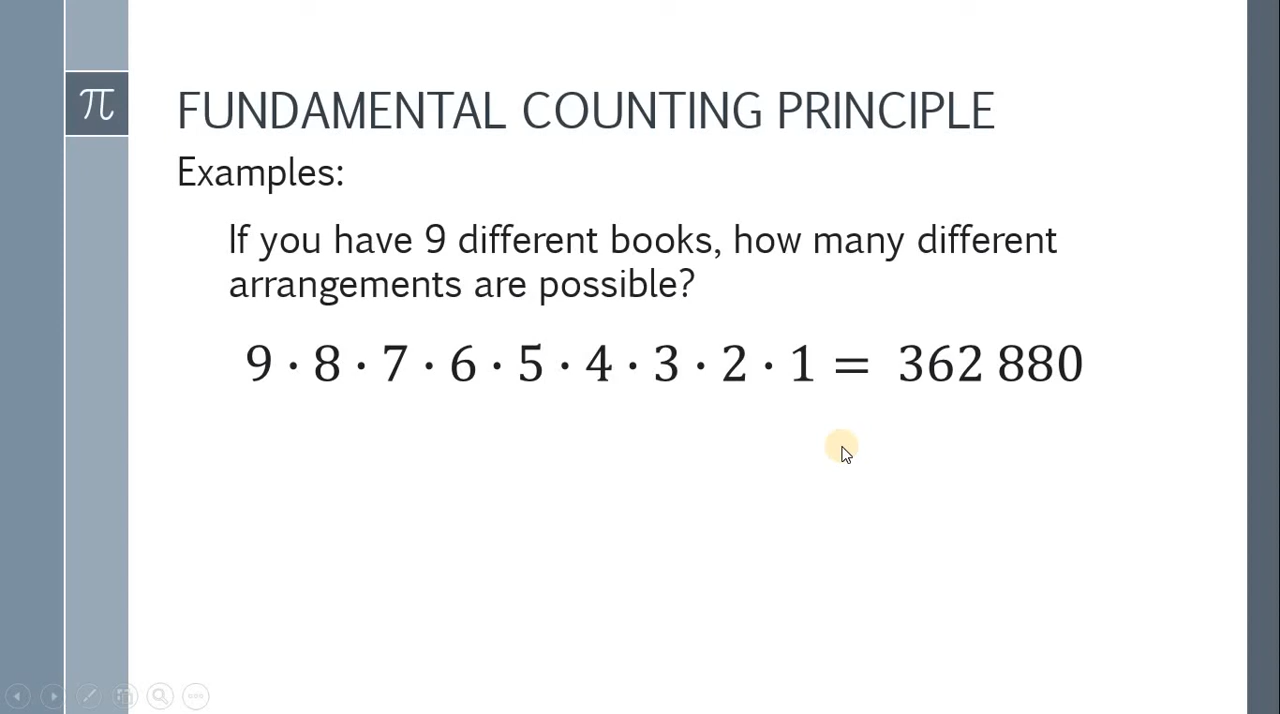 π
FUNDAMENTAL COUNTING PRINCIPLE
Examples:
If you have 9 different books, how many different
arrangements are possible?
9 · 8 · 7 · 6 · 5 · 4 · 3 · 2 · 1 = 362 880